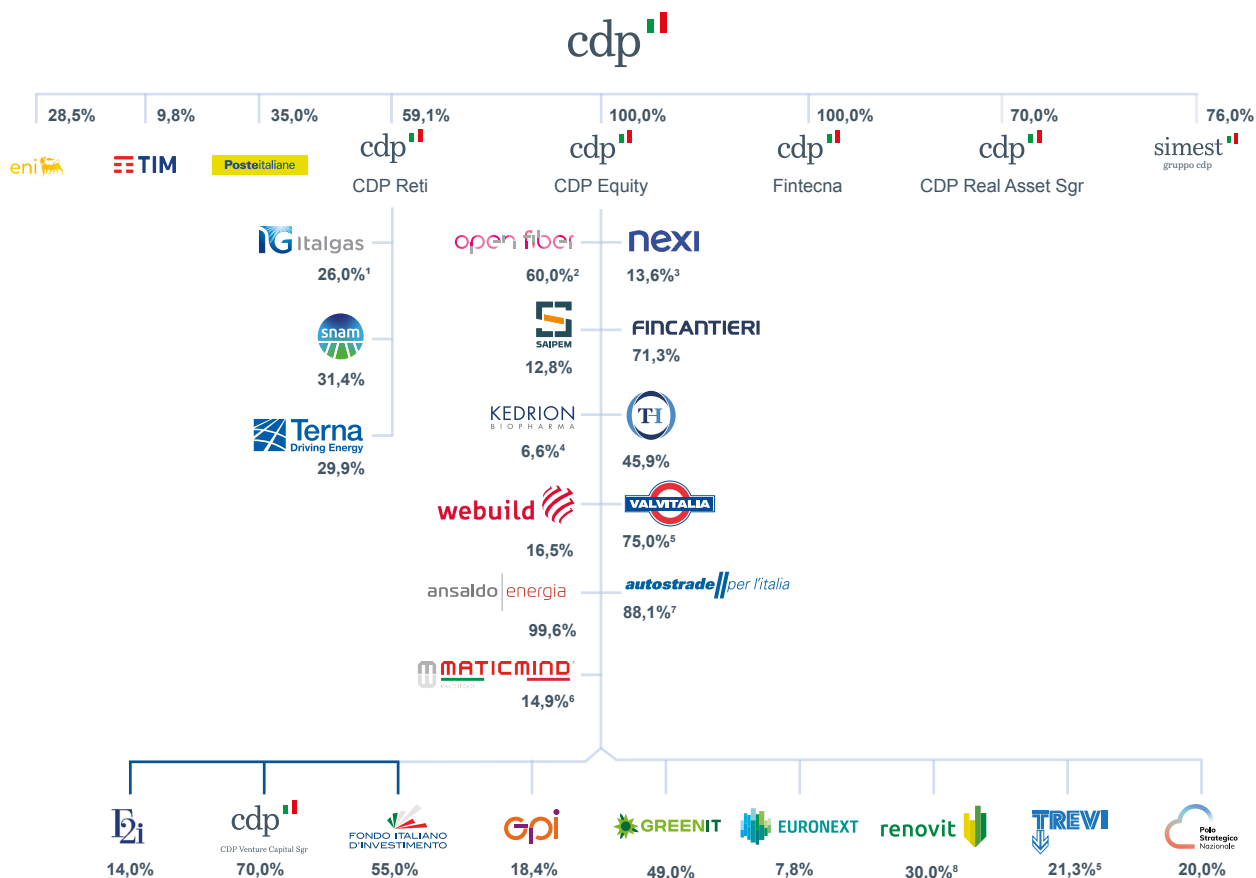 cdp
28,5%
9,8%
35,0%
59,1%
100,0%
100,0%
70,0%
76,0%
eni
TIM
Posteitaliane
cdp
CDP Reti
cdp
CDP Equity
cdp
Fintecna
cdp
CDP Real Asset Sgr
simest
gruppo cdp
IG Italgas
26,0%¹
snam
31,4%
Terna
Driving Energy
29,9%
open fiber
60,0%²
nexi
13,6%³
SAIPEM
12,8%
FINCANTIERI
71,3%
KEDRION
BIOPHARMA
6,6%⁴
TH
45,9%
webuild
16,5%
VALVITALIA
75,0%⁵
ansaldo energia
99,6%
autostrade per l'italia
88,1%⁷
MATICMIND
14,9%⁶
F2i
14,0%
cdp
CDP Venture Capital Sgr
70,0%
FONDO ITALIANO
D'INVESTIMENTO
55,0%
Gpi
18,4%
GREENIT
49,0%
EURONEXT
7,8%
renovit
30,0%⁸
TREVI
21,3%⁵
Polo
Strategico
Nazionale
20,0%